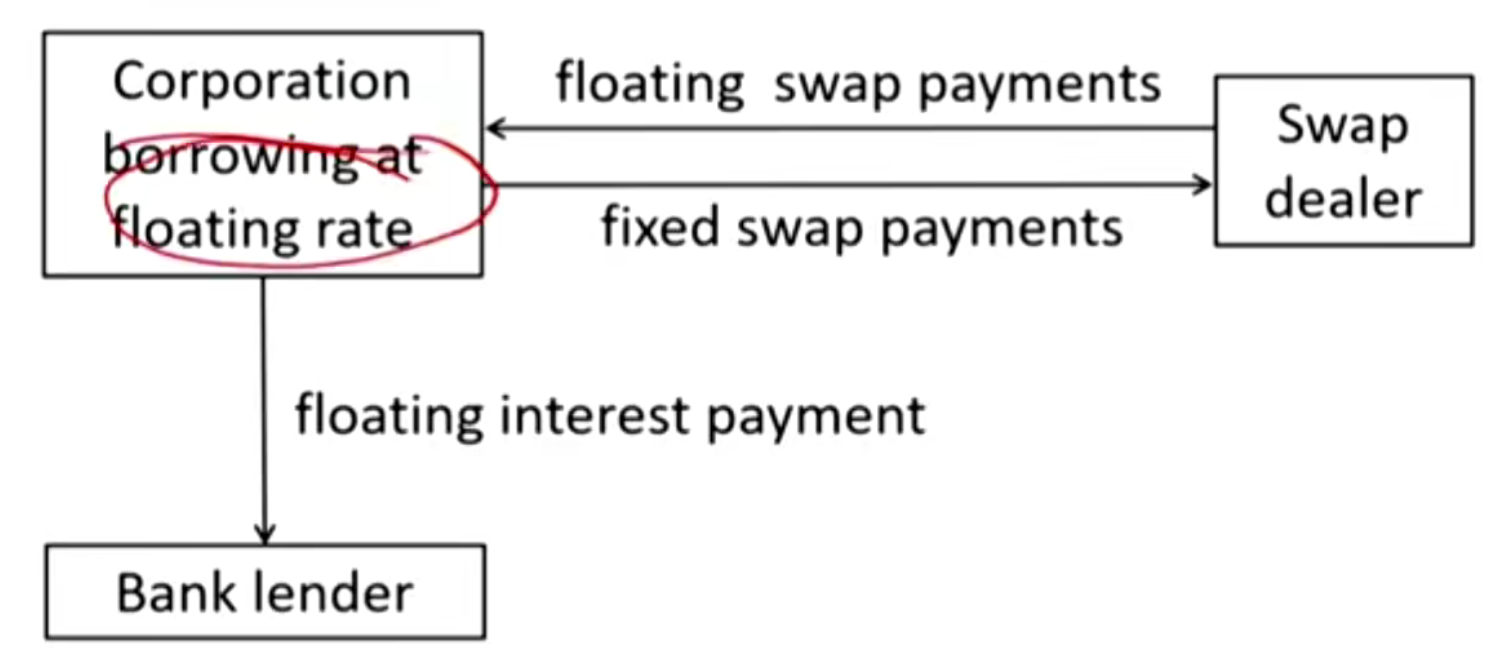 Corporation
borrowing at
floating rate
floating swap payments
fixed swap payments
Swap
dealer
floating interest payment
Bank lender